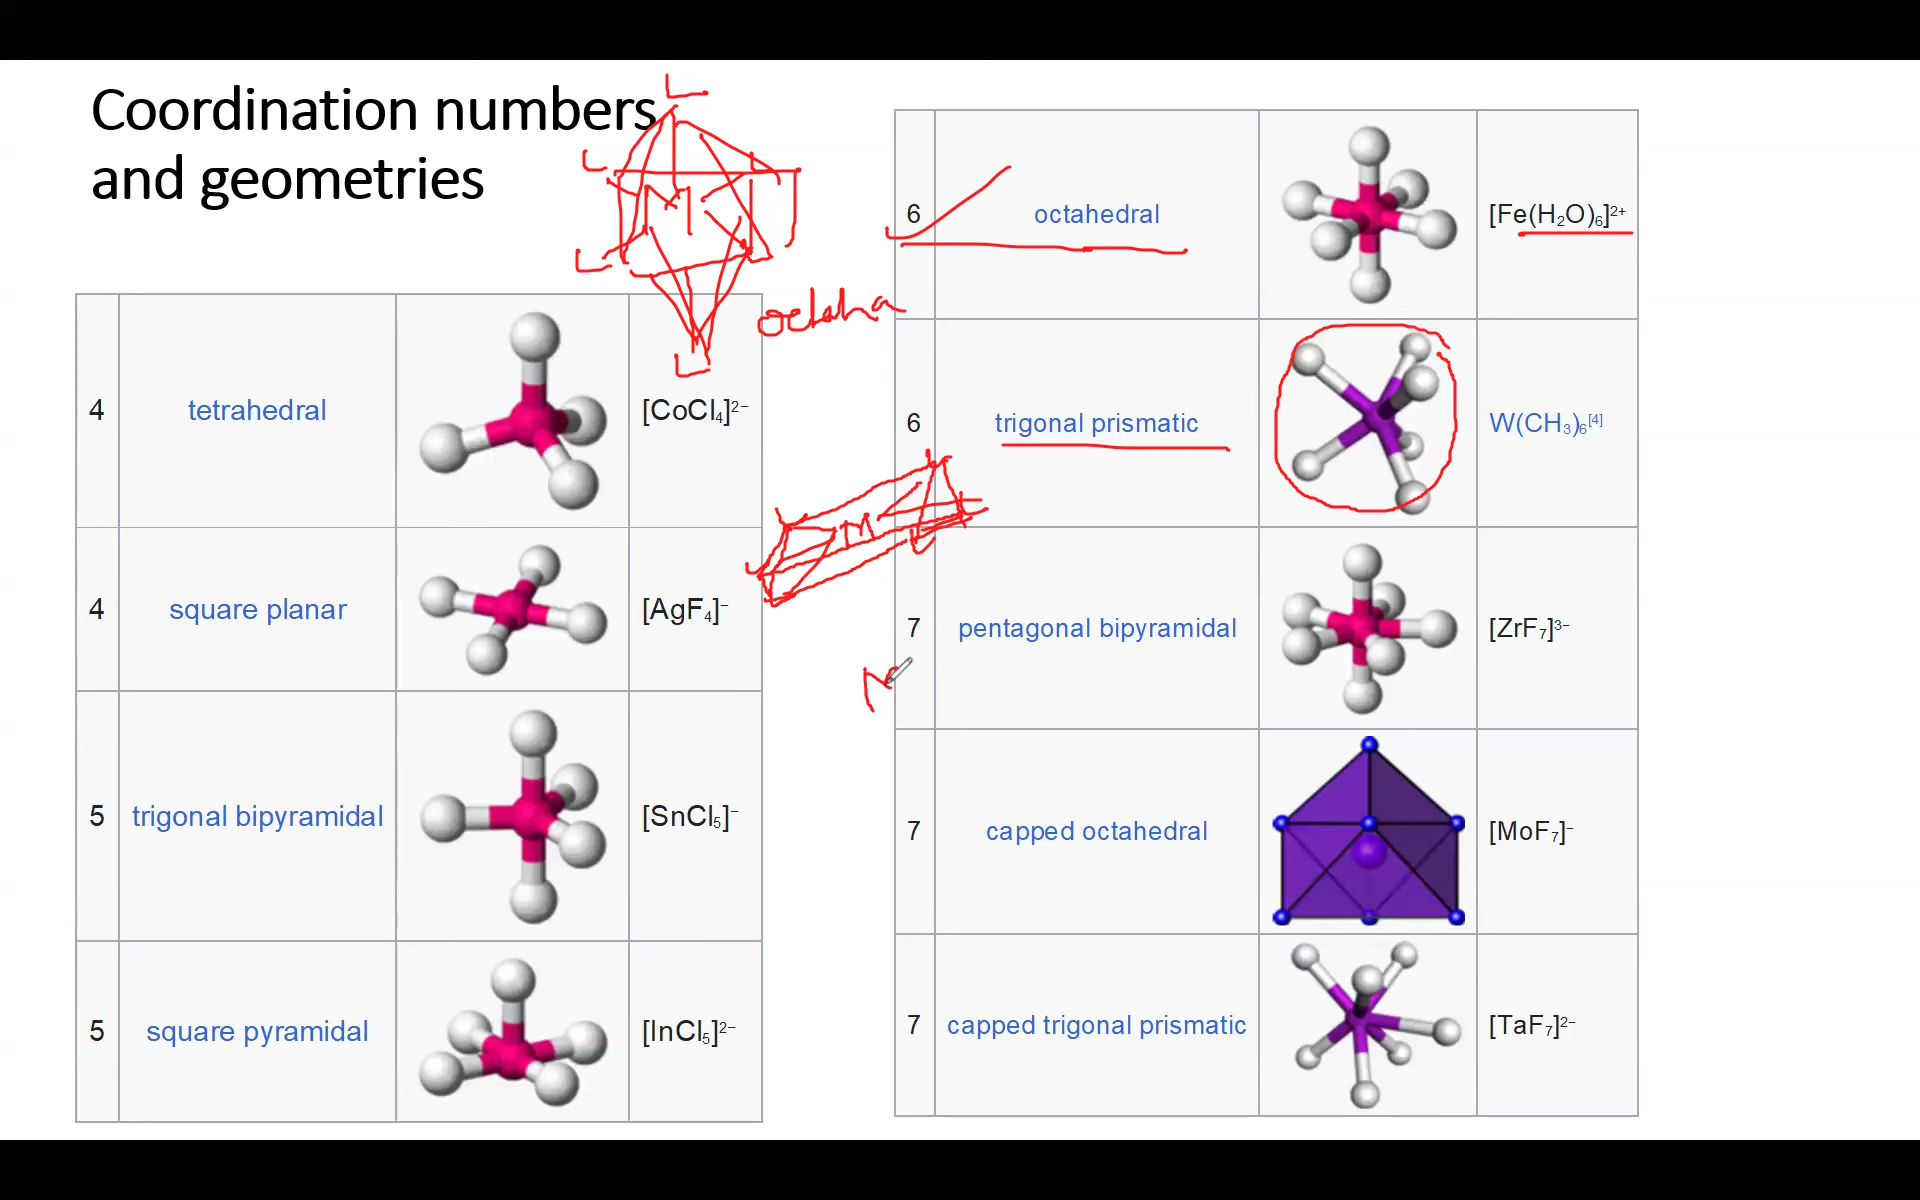 Coordination numbers
and geometries
L
L
L
M
L
L
octaha
4 tetrahedral [CoCl₄]²⁻
4 square planar [AgF₄]⁻
5 trigonal bipyramidal [SnCl₅]⁻
5 square pyramidal [InCl₅]²⁻
6 octahedral [Fe(H₂O)₆]²⁺
6 trigonal prismatic W(CH₃)₆[4]
M
7 pentagonal bipyramidal [ZrF₇]³⁻
7 capped octahedral [MoF₇]⁻
7 capped trigonal prismatic [TaF₇]²⁻